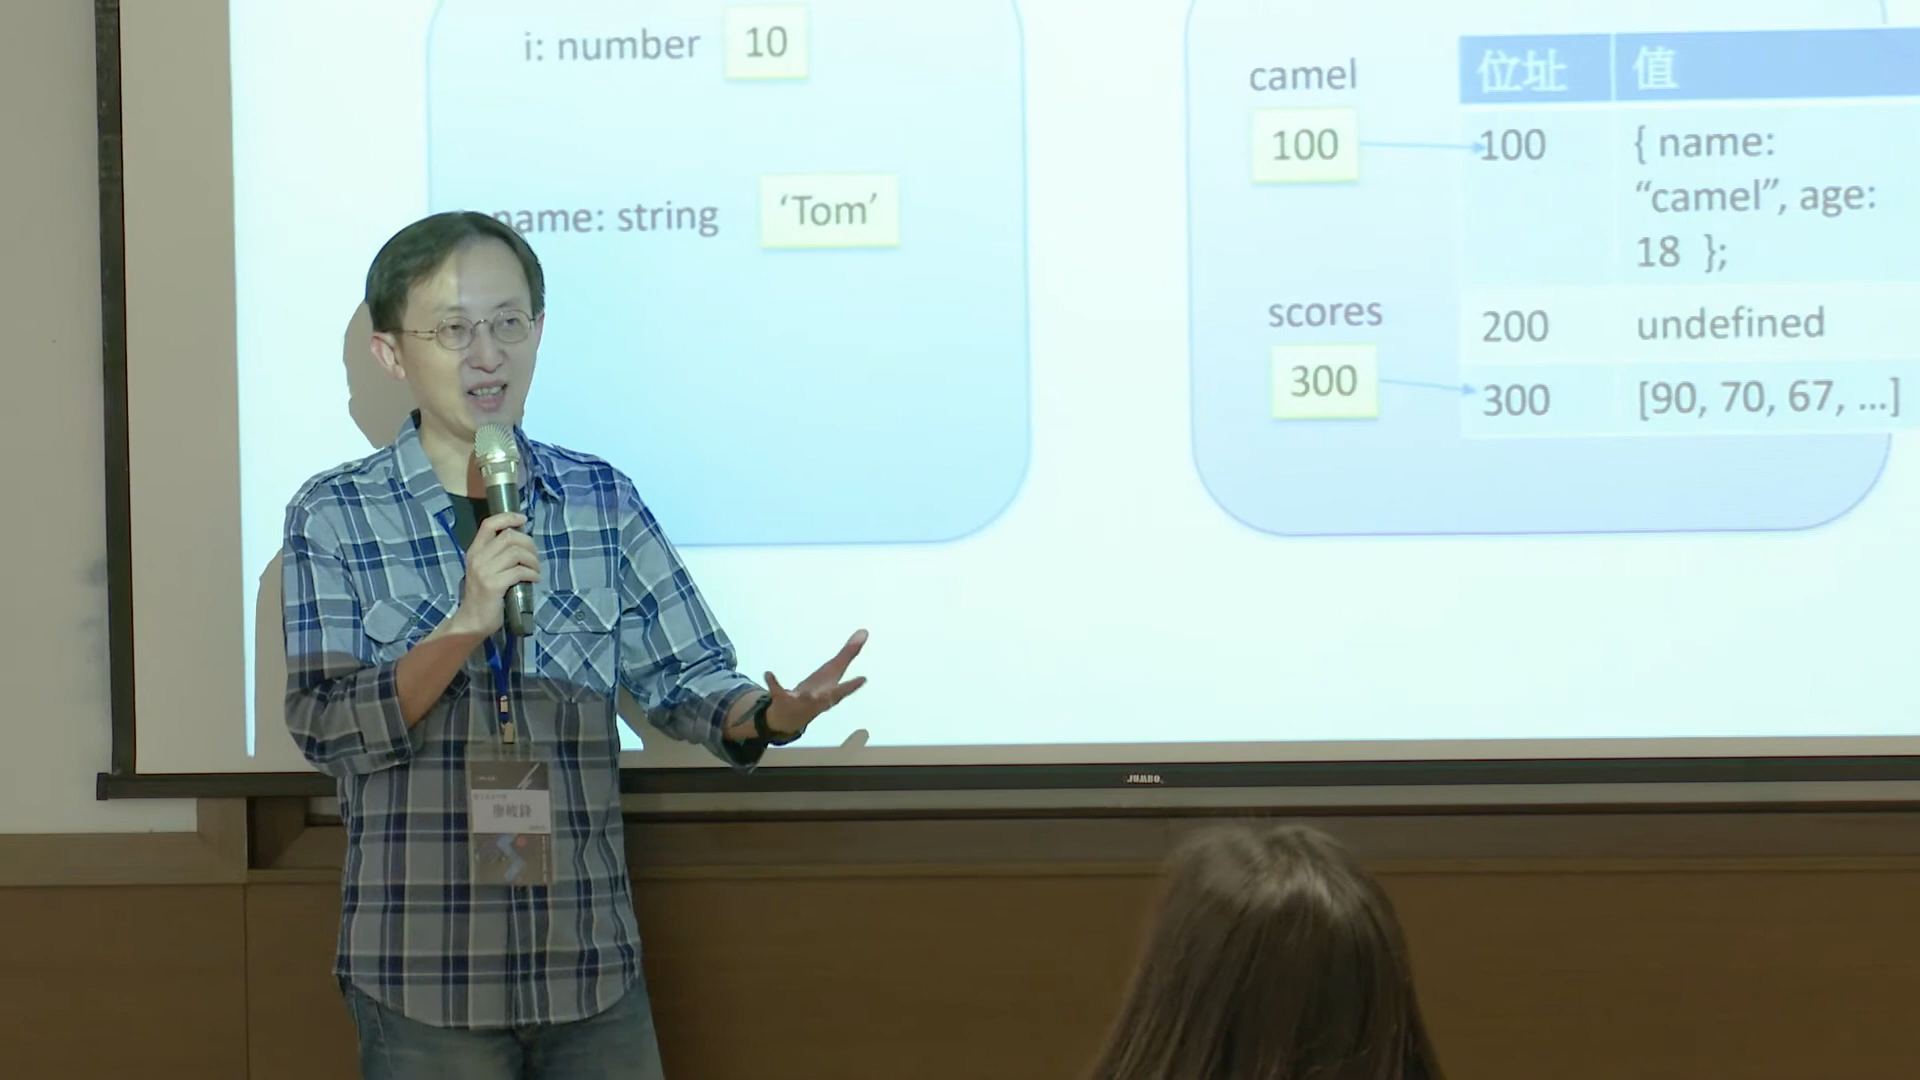 i: number 10
name: string ‘Tom’
camel
100
scores
300
位址 值
100 { name:
“camel”, age:
18 };
200 undefined
300 [90, 70, 67, ...]
JUMBO